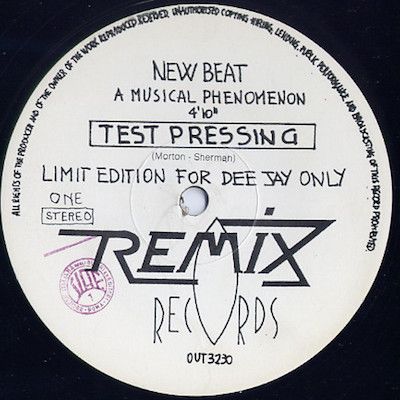 ALL RIGHTS OF THE PRODUCER AND OF THE OWNER OF THE WORK REPRODUCED RESERVED. UNAUTHORISED COPYING, HIRING, LENDING, PUBLIC PERFORMANCE AND BROADCASTING OF THIS RECORD PROHIBITED
NEW BEAT
A MUSICAL PHENOMENON
4'10"
TEST PRESSING
(Morton - Sherman)
LIMIT EDITION FOR DEE JAY ONLY
ONE
STEREO
REMIX
RECORDS
OUT3230